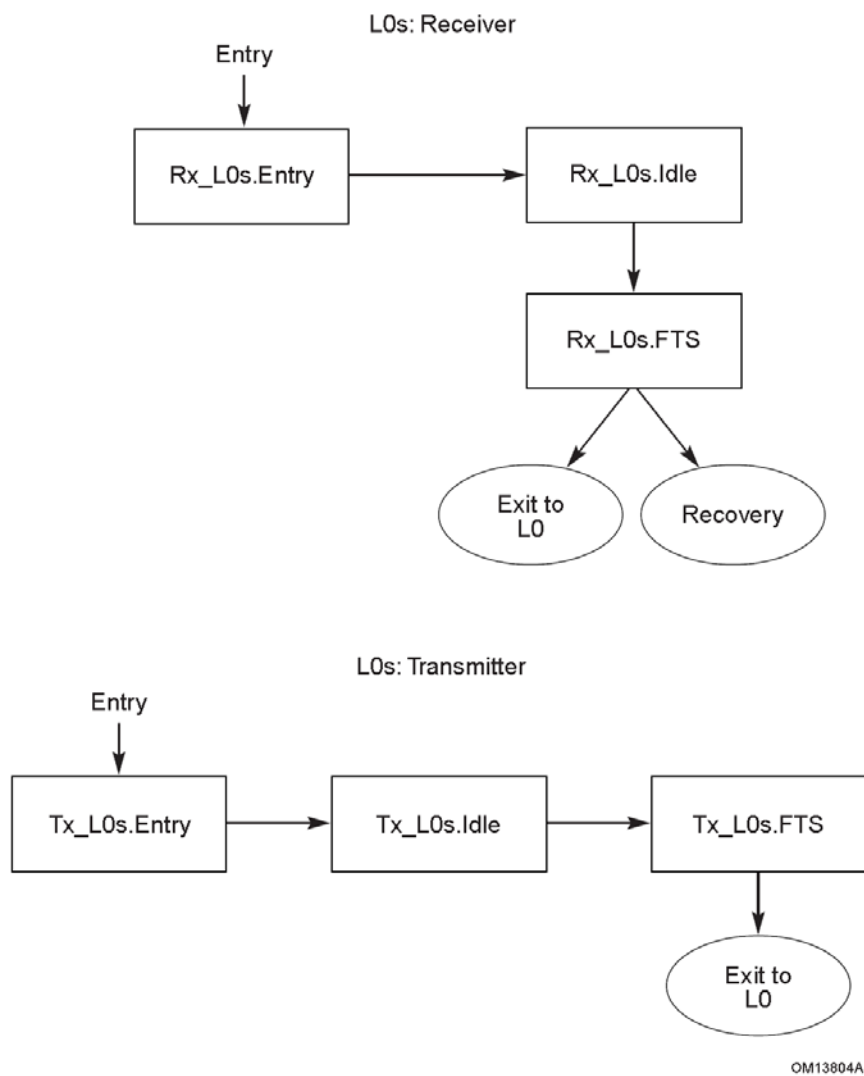 L0s: Receiver
Entry
Rx_L0s.Entry
Rx_L0s.Idle
Rx_L0s.FTS
Exit to
L0
Recovery
L0s: Transmitter
Entry
Tx_L0s.Entry
Tx_L0s.Idle
Tx_L0s.FTS
Exit to
L0
OM13804A